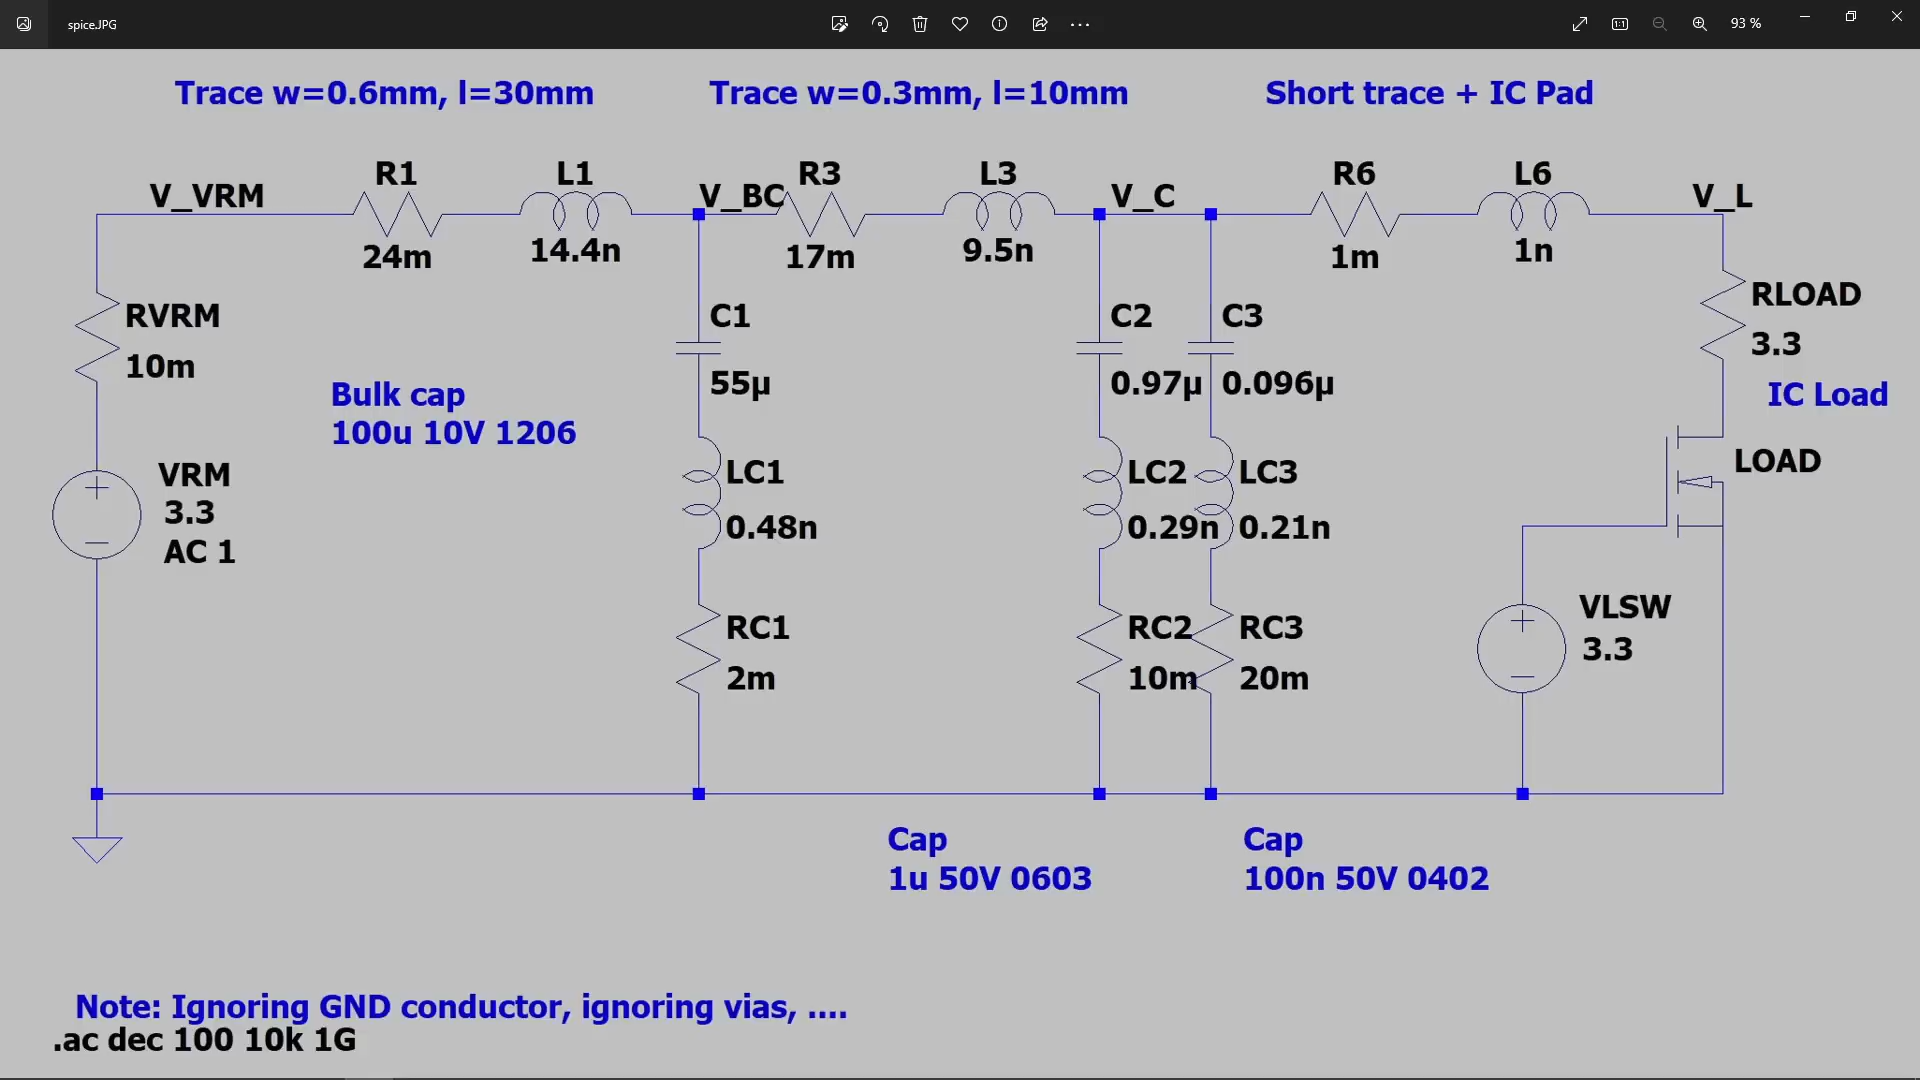 spice.JPG
93 %
Trace w=0.6mm, l=30mm
Trace w=0.3mm, l=10mm
Short trace + IC Pad
V_VRM
R1
24m
L1
14.4n
V_BC
R3
17m
L3
9.5n
V_C
R6
1m
L6
1n
V_L
RVRM
10m
VRM
3.3
AC 1
Bulk cap
100u 10V 1206
C1
55µ
LC1
0.48n
RC1
2m
C2
0.97µ
LC2
0.29n
RC2
10m
C3
0.096µ
LC3
0.21n
RC3
20m
RLOAD
3.3
IC Load
LOAD
VLSW
3.3
Cap
1u 50V 0603
Cap
100n 50V 0402
Note: Ignoring GND conductor, ignoring vias, ....
.ac dec 100 10k 1G